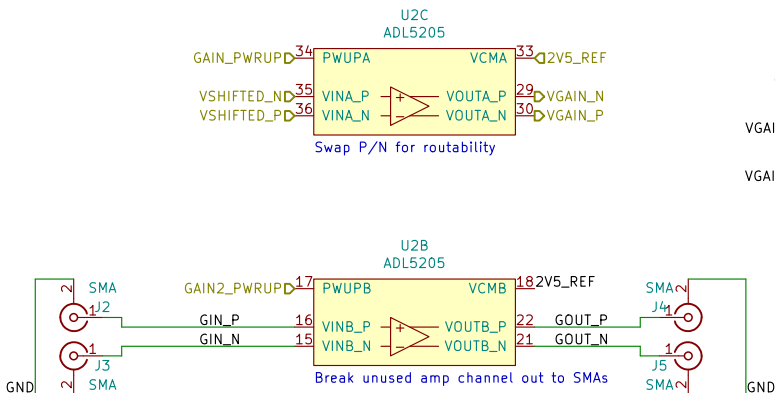 U2C
ADL5205
GAIN_PWRUP 34 PWUPA VCMA 33 2V5_REF
VSHIFTED_N 35 VINA_P + VOUTA_P 29 VGAIN_N
VSHIFTED_P 36 VINA_N − VOUTA_N 30 VGAIN_P
VGAI
Swap P/N for routability
VGAI
U2B
ADL5205
GAIN2_PWRUP 17 PWUPB VCMB 18 2V5_REF
2 SMA SMA 2
J2 J4
1 GIN_P 16 VINB_P + VOUTB_P 22 GOUT_P 1
1 GIN_N 15 VINB_N − VOUTB_N 21 GOUT_N 1
J3 J5
Break unused amp channel out to SMAs
GND 2 SMA SMA 2 GND